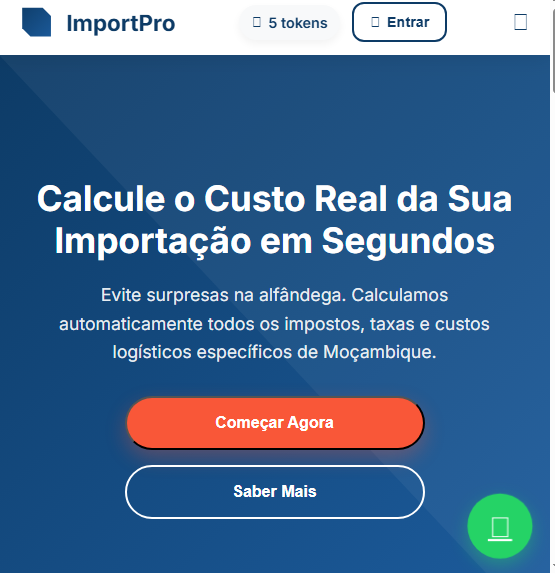 ImportPro
5 tokens
Entrar
Calcule o Custo Real da Sua
Importação em Segundos
Evite surpresas na alfândega. Calculamos
automaticamente todos os impostos, taxas e custos
logísticos específicos de Moçambique.
Começar Agora
Saber Mais